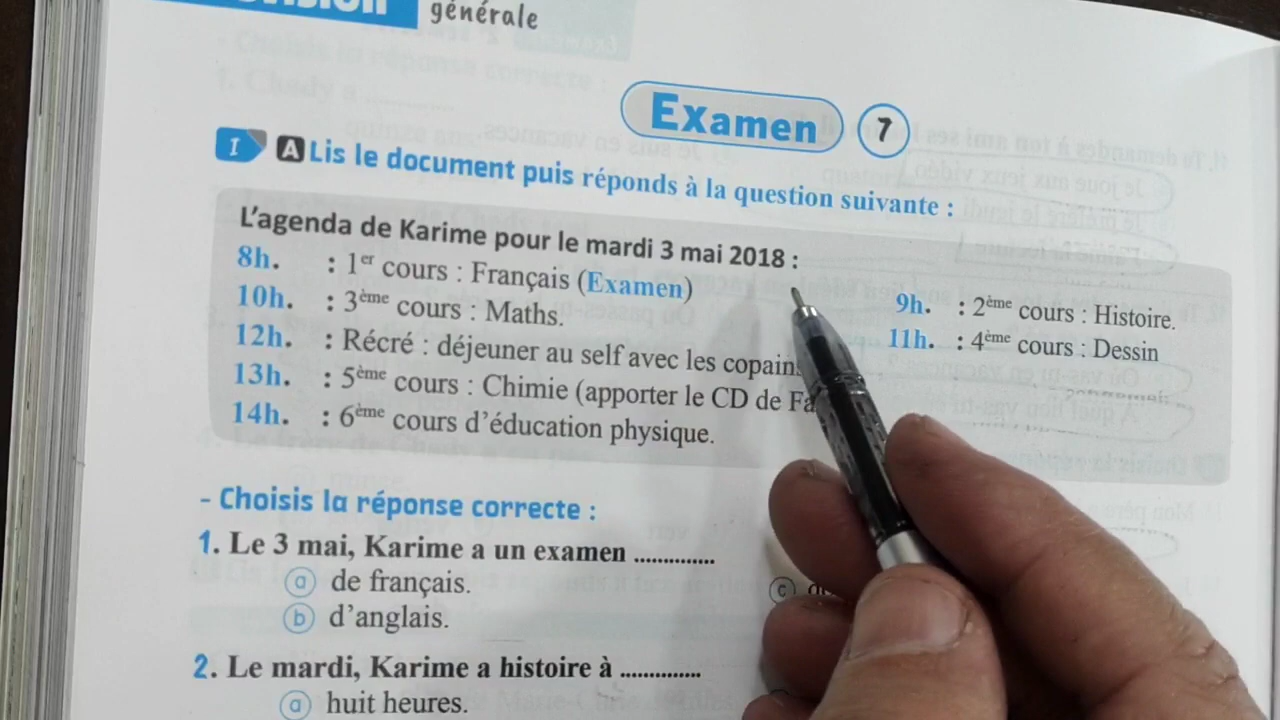 générale
Examen 7
I A Lis le document puis réponds à la question suivante :
L'agenda de Karime pour le mardi 3 mai 2018 :
8h. : 1er cours : Français (Examen)
9h. : 2ème cours : Histoire.
10h. : 3ème cours : Maths.
11h. : 4ème cours : Dessin
12h. : Récré : déjeuner au self avec les copains
13h. : 5ème cours : Chimie (apporter le CD de
14h. : 6ème cours d'éducation physique.
- Choisis la réponse correcte :
1. Le 3 mai, Karime a un examen ...............
a de français.
b d'anglais.
c
2. Le mardi, Karime a histoire à ...............
a huit heures.